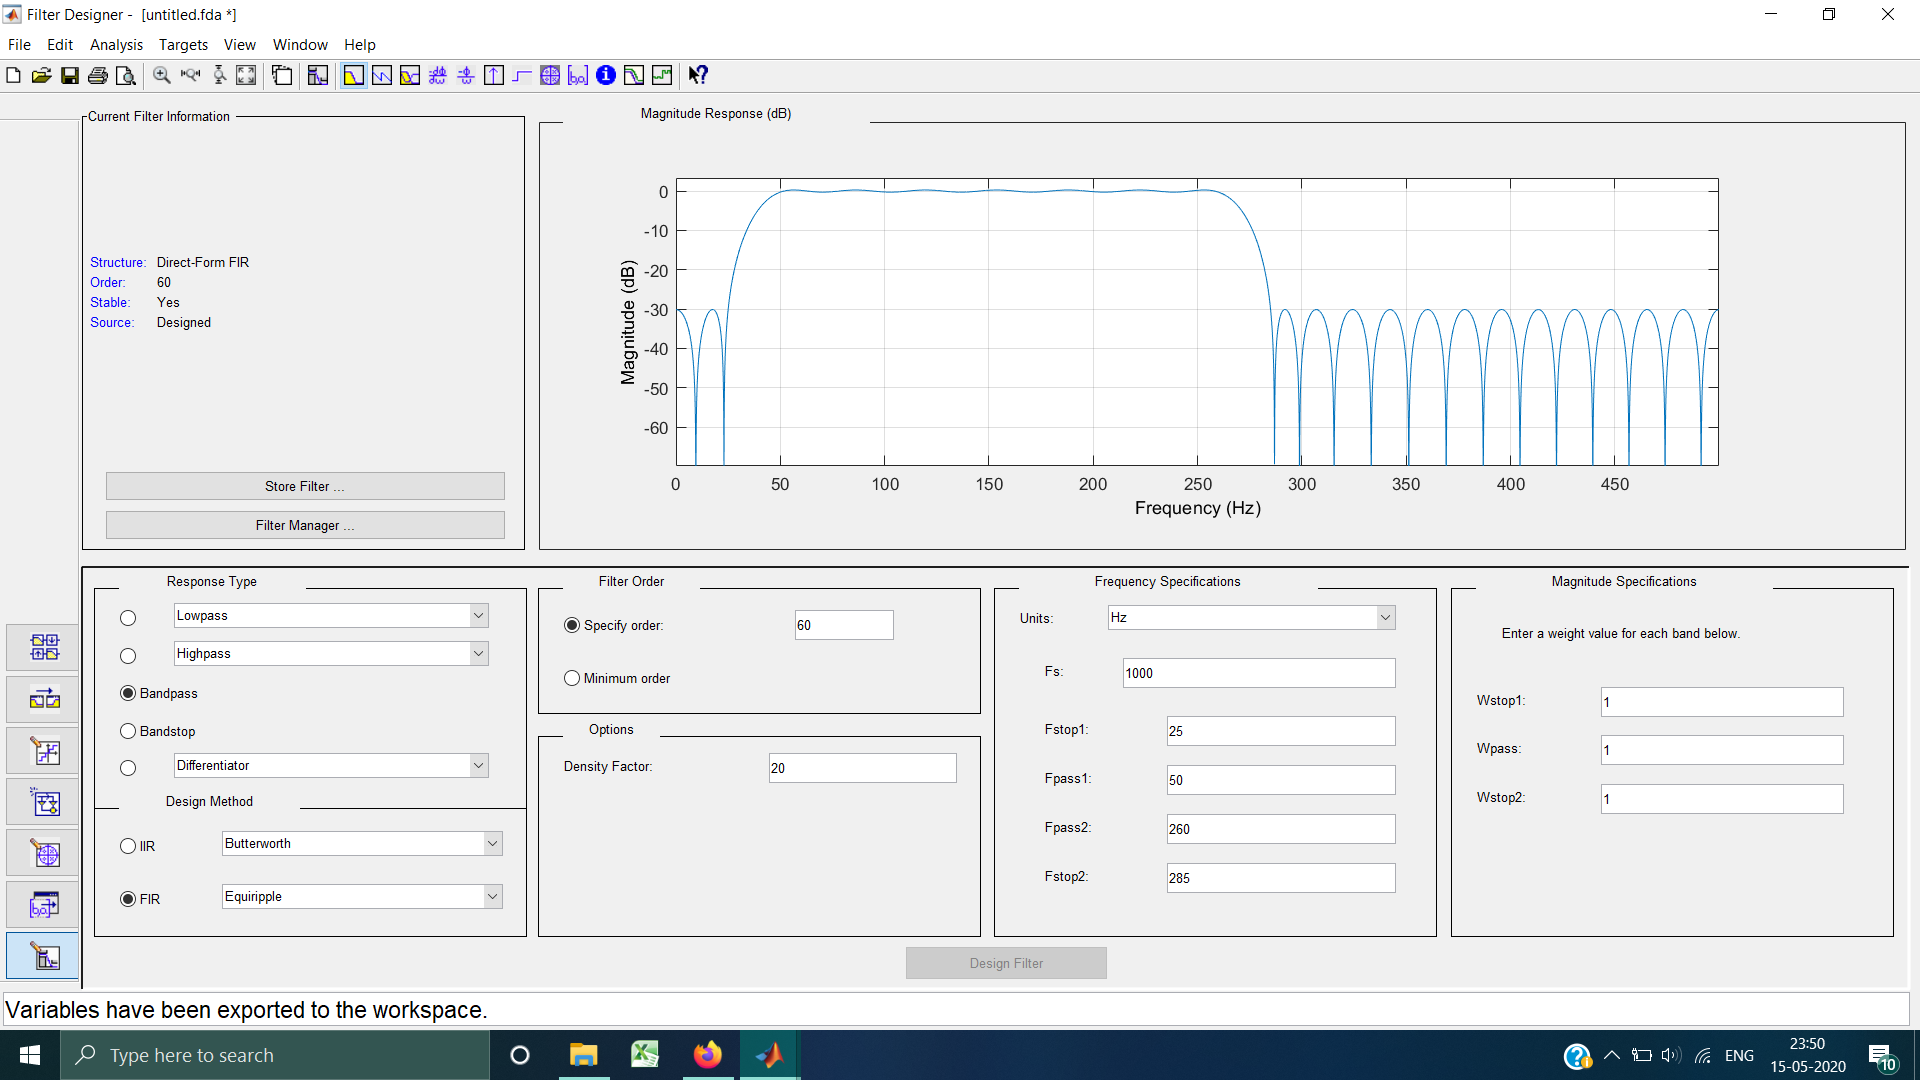 Filter Designer - [untitled.fda *]
File Edit Analysis Targets View Window Help
Current Filter Information
Structure: Direct-Form FIR
Order: 60
Stable: Yes
Source: Designed
Store Filter ...
Filter Manager ...
Magnitude Response (dB)
0
-10
-20
-30
-40
-50
-60
Magnitude (dB)
0 50 100 150 200 250 300 350 400 450
Frequency (Hz)
Response Type
Lowpass
Highpass
Bandpass
Bandstop
Differentiator
Design Method
IIR Butterworth
FIR Equiripple
Filter Order
Specify order: 60
Minimum order
Options
Density Factor: 20
Frequency Specifications
Units: Hz
Fs: 1000
Fstop1: 25
Fpass1: 50
Fpass2: 260
Fstop2: 285
Magnitude Specifications
Enter a weight value for each band below.
Wstop1: 1
Wpass: 1
Wstop2: 1
Design Filter
Variables have been exported to the workspace.
Type here to search
ENG
23:50
15-05-2020
10